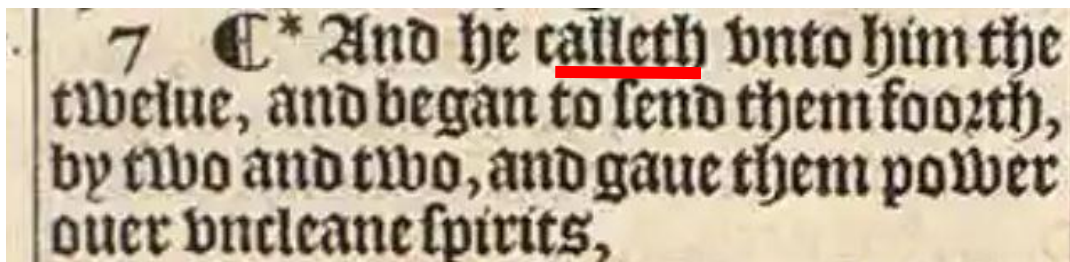 7 ¶* And he calleth vnto him the
twelue, and began to ſend them foorth,
by two and two, and gaue them power
ouer vncleane ſpirits,